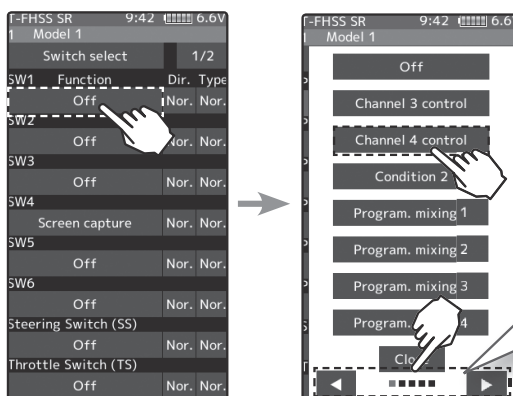 T-FHSS SR 9:42 6.6V
1 Model 1
Switch select 1/2
SW1 Function Dir. Type
Off Nor. Nor.
SW2
Off Nor. Nor.
SW3
Off Nor. Nor.
SW4
Screen capture Nor. Nor.
SW5
Off Nor. Nor.
SW6
Off Nor. Nor.
Steering Switch (SS)
Off Nor. Nor.
Throttle Switch (TS)
Off Nor. Nor.
T-FHSS SR 9:42 6.6
Model 1
Off
Channel 3 control
Channel 4 control
Condition 2
Program. mixing 1
Program. mixing 2
Program. mixing 3
Program. 4